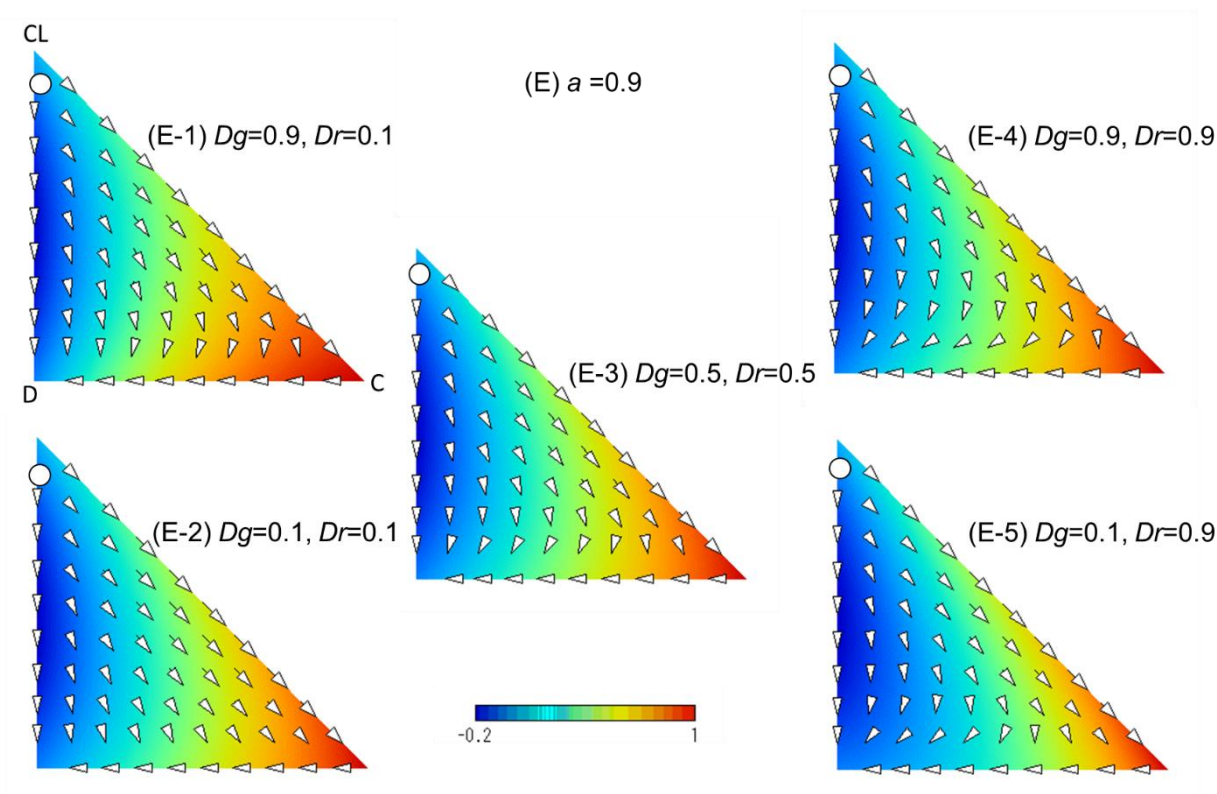 CL
(E) a =0.9
(E-1) Dg=0.9, Dr=0.1
(E-4) Dg=0.9, Dr=0.9
(E-3) Dg=0.5, Dr=0.5
D
C
(E-2) Dg=0.1, Dr=0.1
(E-5) Dg=0.1, Dr=0.9
-0.2
1